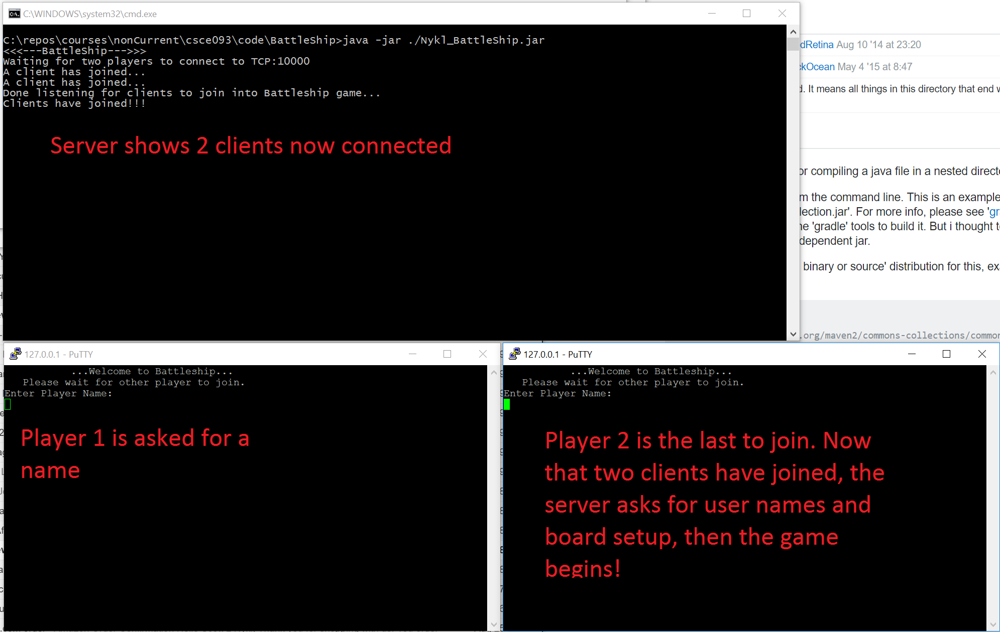 C:\WINDOWS\system32\cmd.exe
C:\repos\courses\nonCurrent\csce093\code\BattleShip>java -jar ./Nykl_BattleShip.jar
<<<---BattleShip--->>>
Waiting for two players to connect to TCP:10000
A client has joined...
A client has joined...
Done listening for clients to join into Battleship game...
Clients have joined!!!
Server shows 2 clients now connected
dRetina Aug 10 '14 at 23:20
kOcean May 4 '15 at 8:47
. It means all things in this directory that end
or compiling a java file in a nested direct
m the command line. This is an example
lection.jar'. For more info, please see 'gr
he 'gradle' tools to build it. But i thought t
dependent jar.
binary or source' distribution for this, ex
.org/maven2/commons-collections/common
127.0.0.1 - PuTTY
...Welcome to Battleship...
Please wait for other player to join.
Enter Player Name:
Player 1 is asked for a
name
127.0.0.1 - PuTTY
...Welcome to Battleship...
Please wait for other player to join.
Enter Player Name:
Player 2 is the last to join. Now
that two clients have joined, the
server asks for user names and
board setup, then the game
begins!